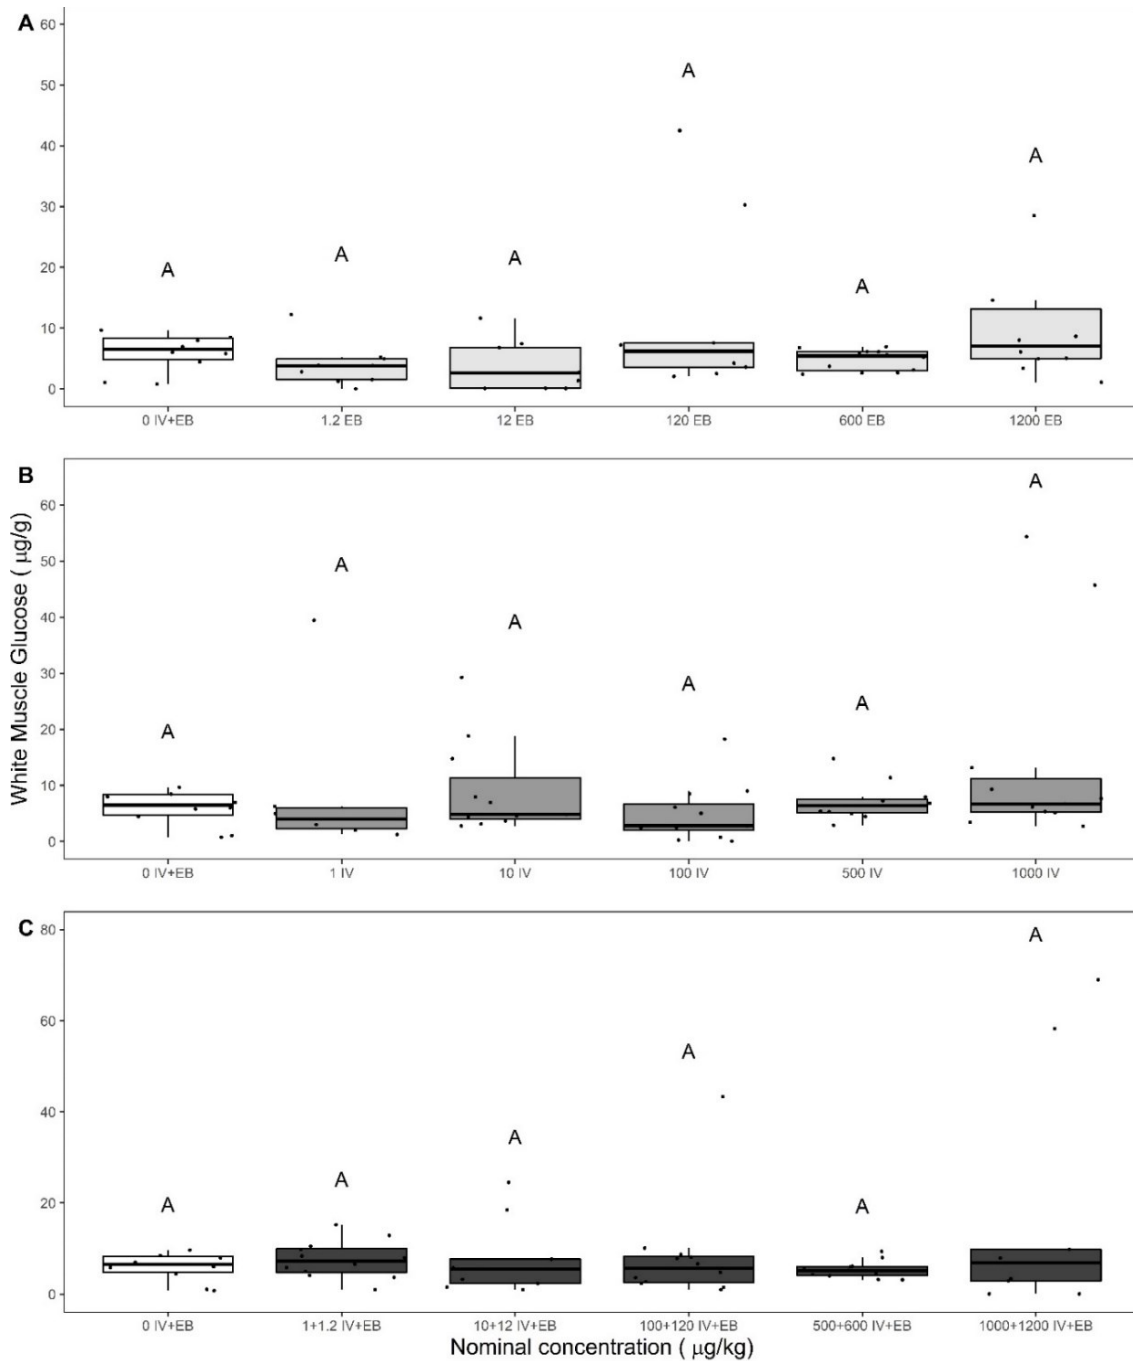 A
60
50
40
30
20
10
0
A
A
A
A
A
A
0 IV+EB 1.2 EB 12 EB 120 EB 600 EB 1200 EB
B
60
50
40
30
20
10
0
A
A
A
A
A
A
0 IV+EB 1 IV 10 IV 100 IV 500 IV 1000 IV
White Muscle Glucose ( μg/g)
C
80
60
40
20
0
A
A
A
A
A
A
0 IV+EB 1+1.2 IV+EB 10+12 IV+EB 100+120 IV+EB 500+600 IV+EB 1000+1200 IV+EB
Nominal concentration ( μg/kg)